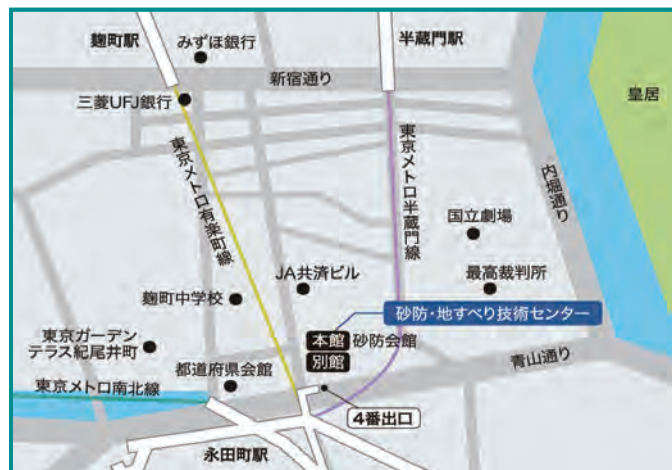 麹町駅
みずほ銀行
半蔵門駅
新宿通り
皇居
三菱UFJ銀行
東京メトロ有楽町線
東京メトロ半蔵門線
内堀通り
国立劇場
JA共済ビル
最高裁判所
麹町中学校
砂防・地すべり技術センター
本館 砂防会館
別館
東京ガーデン
テラス紀尾井町
都道府県会館
青山通り
東京メトロ南北線
4番出口
永田町駅